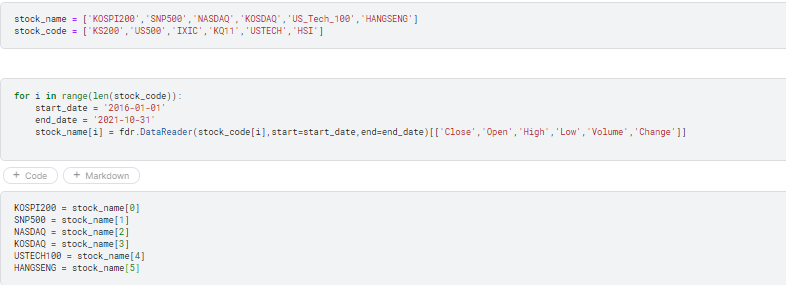 stock_name = ['KOSPI200','SNP500','NASDAQ','KOSDAQ','US_Tech_100','HANGSENG']
stock_code = ['KS200','US500','IXIC','KQ11','USTECH','HSI']
for i in range(len(stock_code)):
    start_date = '2016-01-01'
    end_date = '2021-10-31'
    stock_name[i] = fdr.DataReader(stock_code[i],start=start_date,end=end_date)[['Close','Open','High','Low','Volume','Change']]
+ Code + Markdown
KOSPI200 = stock_name[0]
SNP500 = stock_name[1]
NASDAQ = stock_name[2]
KOSDAQ = stock_name[3]
USTECH100 = stock_name[4]
HANGSENG = stock_name[5]